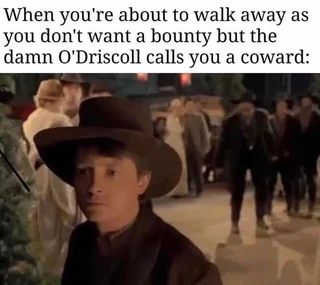 When you're about to walk away as
you don't want a bounty but the
damn O'Driscoll calls you a coward: